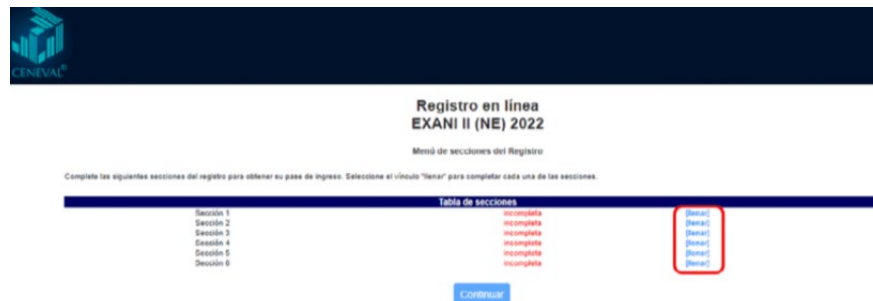 CENEVAL®
Registro en línea
EXANI II (NE) 2022
Menú de secciones del Registro
Complete las siguientes secciones del registro para obtener su pase de ingreso. Seleccione el vínculo "llenar" para completar cada una de las secciones.
Tabla de secciones
Sección 1 incompleta [llenar]
Sección 2 incompleta [llenar]
Sección 3 incompleta [llenar]
Sección 4 incompleta [llenar]
Sección 5 incompleta [llenar]
Sección 6 incompleta [llenar]
Continuar